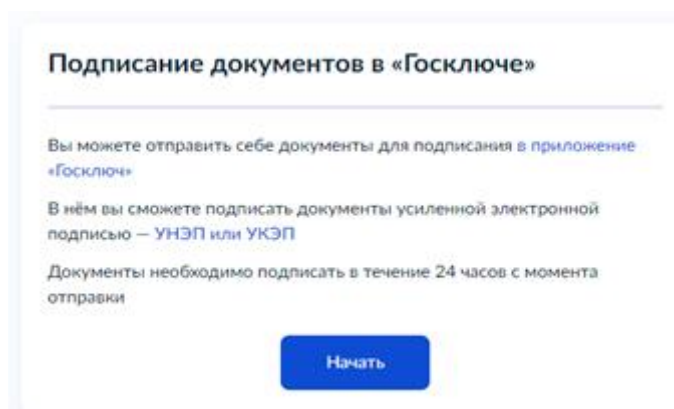 Подписание документов в «Госключе»
Вы можете отправить себе документы для подписания в приложение
«Госключ»
В нём вы сможете подписать документы усиленной электронной
подписью — УНЭП или УКЭП
Документы необходимо подписать в течение 24 часов с момента
отправки
Начать